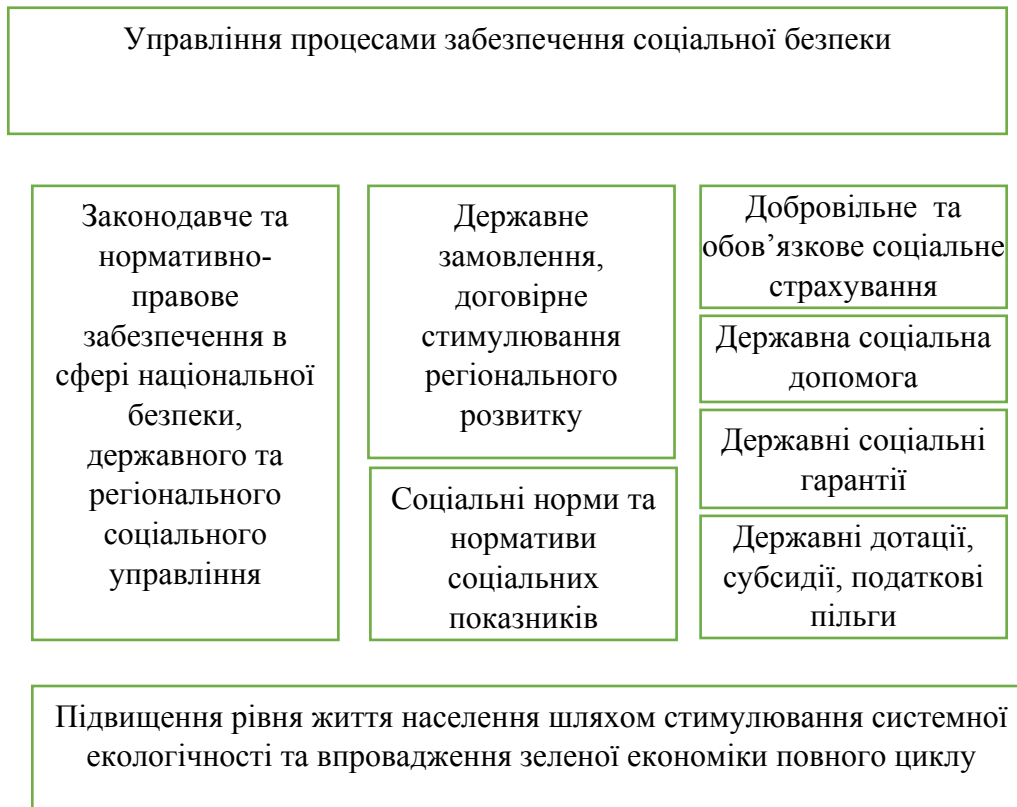 Управління процесами забезпечення соціальної безпеки
Законодавче та
нормативно-
правове
забезпечення в
сфері національної
безпеки,
державного та
регіонального
соціального
управління
Державне
замовлення,
договірне
стимулювання
регіонального
розвитку
Соціальні норми та
нормативи
соціальних
показників
Добровільне та
обов’язкове соціальне
страхування
Державна соціальна
допомога
Державні соціальні
гарантії
Державні дотації,
субсидії, податкові
пільги
Підвищення рівня життя населення шляхом стимулювання системної
екологічності та впровадження зеленої економіки повного циклу